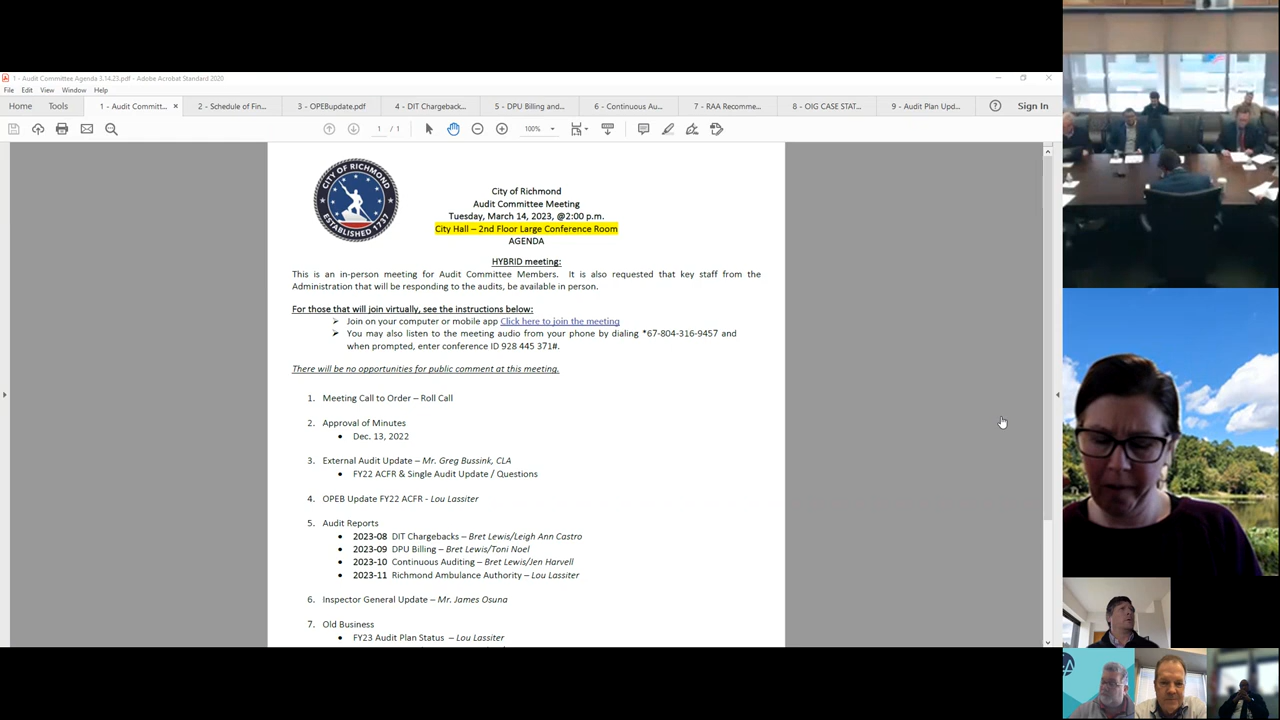 1 - Audit Committee Agenda 3.14.23.pdf - Adobe Acrobat Standard 2020
File Edit View Window Help
Home Tools 1 - Audit Committ... × 2 - Schedule of Fin... 3 - OPEBupdate.pdf 4 - DIT Chargeback... 5 - DPU Billing and... 6 - Continuous Au... 7 - RAA Recomme... 8 - OIG CASE STAT... 9 - Audit Plan Upd... Sign In
1 / 1 100%
CITY OF RICHMOND
ESTABLISHED 1737
City of Richmond
Audit Committee Meeting
Tuesday, March 14, 2023, @2:00 p.m.
City Hall – 2nd Floor Large Conference Room
AGENDA
HYBRID meeting:
This is an in-person meeting for Audit Committee Members. It is also requested that key staff from the
Administration that will be responding to the audits, be available in person.
For those that will join virtually, see the instructions below:
➢ Join on your computer or mobile app Click here to join the meeting
➢ You may also listen to the meeting audio from your phone by dialing *67-804-316-9457 and
when prompted, enter conference ID 928 445 371#.
There will be no opportunities for public comment at this meeting.
1. Meeting Call to Order – Roll Call
2. Approval of Minutes
• Dec. 13, 2022
3. External Audit Update – Mr. Greg Bussink, CLA
• FY22 ACFR & Single Audit Update / Questions
4. OPEB Update FY22 ACFR - Lou Lassiter
5. Audit Reports
• 2023-08 DIT Chargebacks – Bret Lewis/Leigh Ann Castro
• 2023-09 DPU Billing – Bret Lewis/Toni Noel
• 2023-10 Continuous Auditing – Bret Lewis/Jen Harvell
• 2023-11 Richmond Ambulance Authority – Lou Lassiter
6. Inspector General Update – Mr. James Osuna
7. Old Business
• FY23 Audit Plan Status – Lou Lassiter